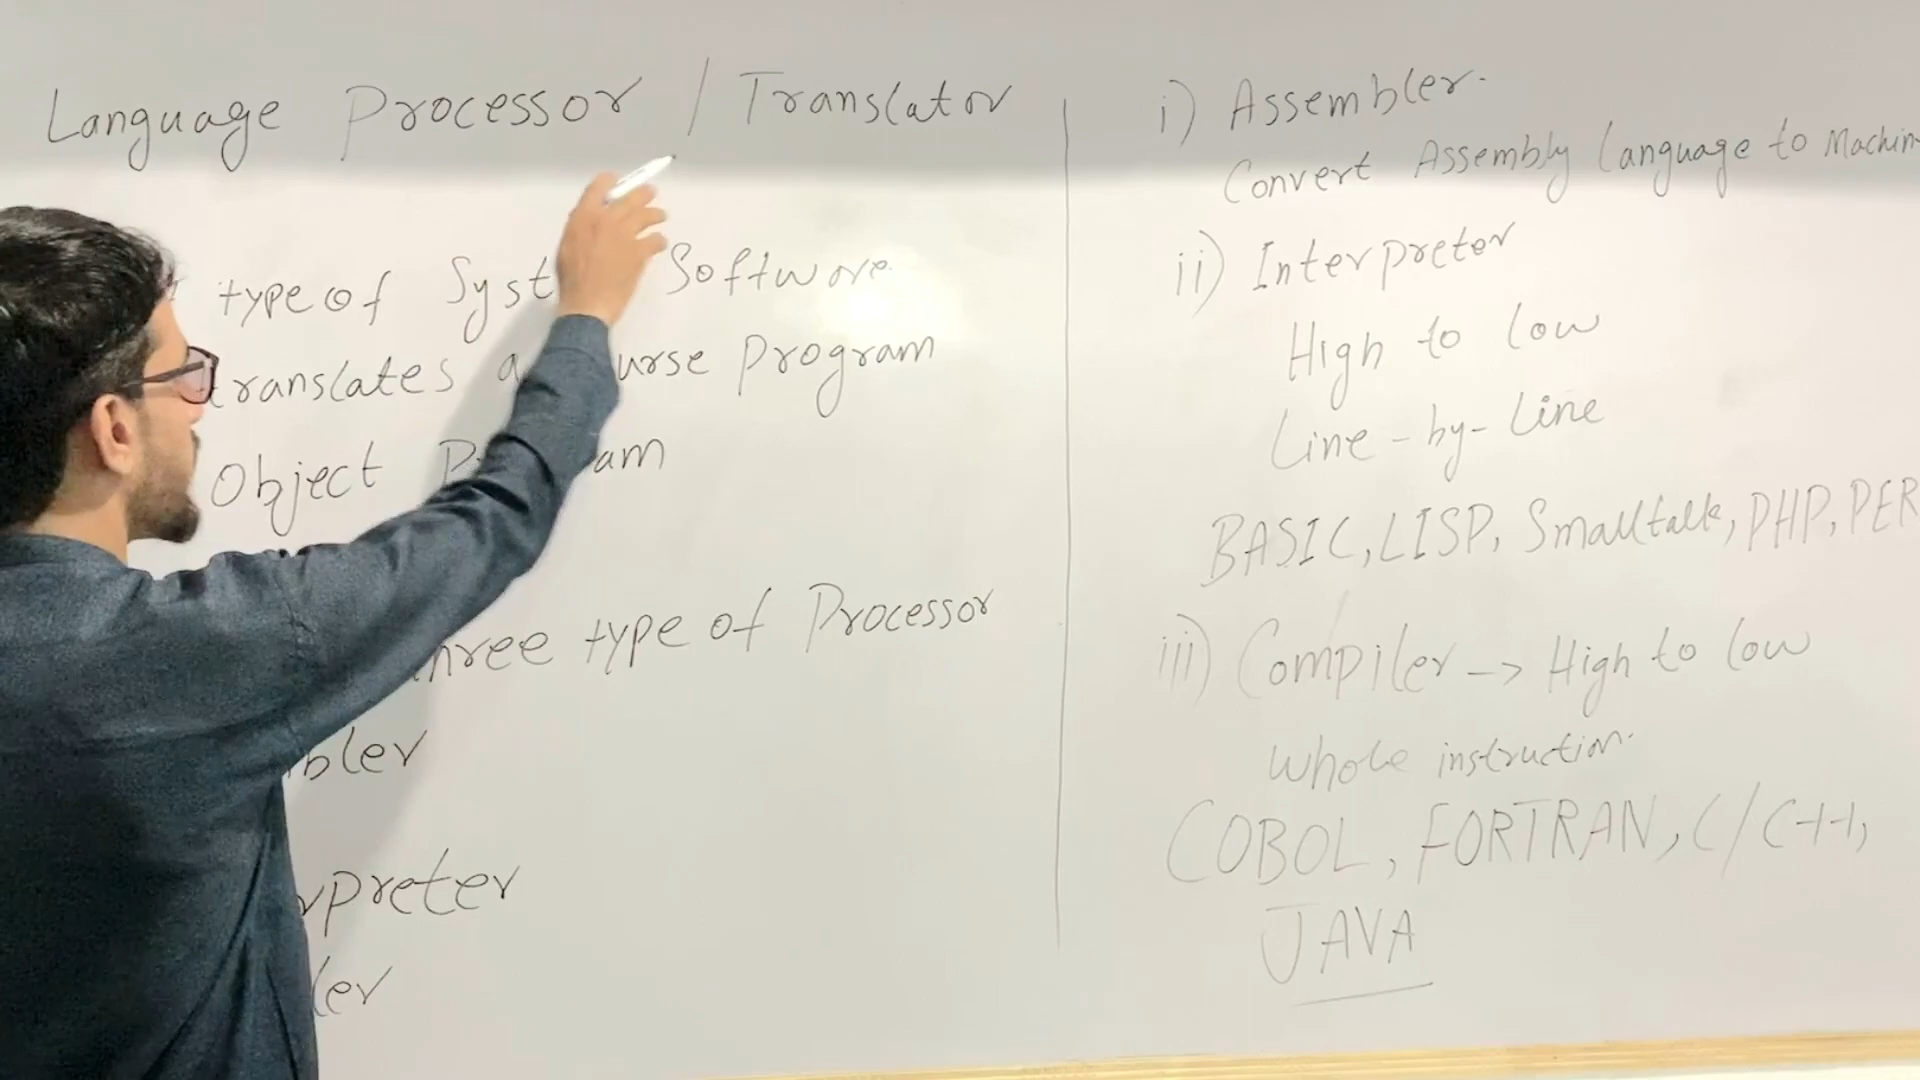 Language Processor / Translator
type of Syst Software
translates a urse program
Object P am
hree type of Processor
bler
rpreter
ler
i) Assembler.
Convert Assembly Language to Machin
ii) Interpretor
High to low
Line-by-Line
BASIC, LISP, Smalltalk, PHP, PER
iii) Compiler -> High to low
whole instruction.
COBOL, FORTRAN, C/C++,
JAVA